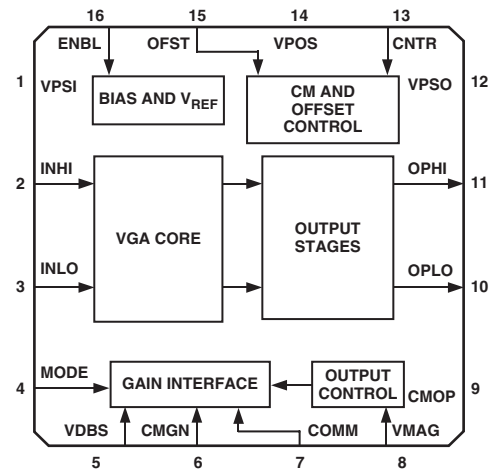 16 15 14 13
ENBL OFST VPOS CNTR
1 VPSI BIAS AND VREF CM AND OFFSET CONTROL VPSO 12
2 INHI OPHI 11
VGA CORE OUTPUT STAGES
3 INLO OPLO 10
4 MODE GAIN INTERFACE OUTPUT CONTROL CMOP 9
VDBS CMGN COMM VMAG
5 6 7 8